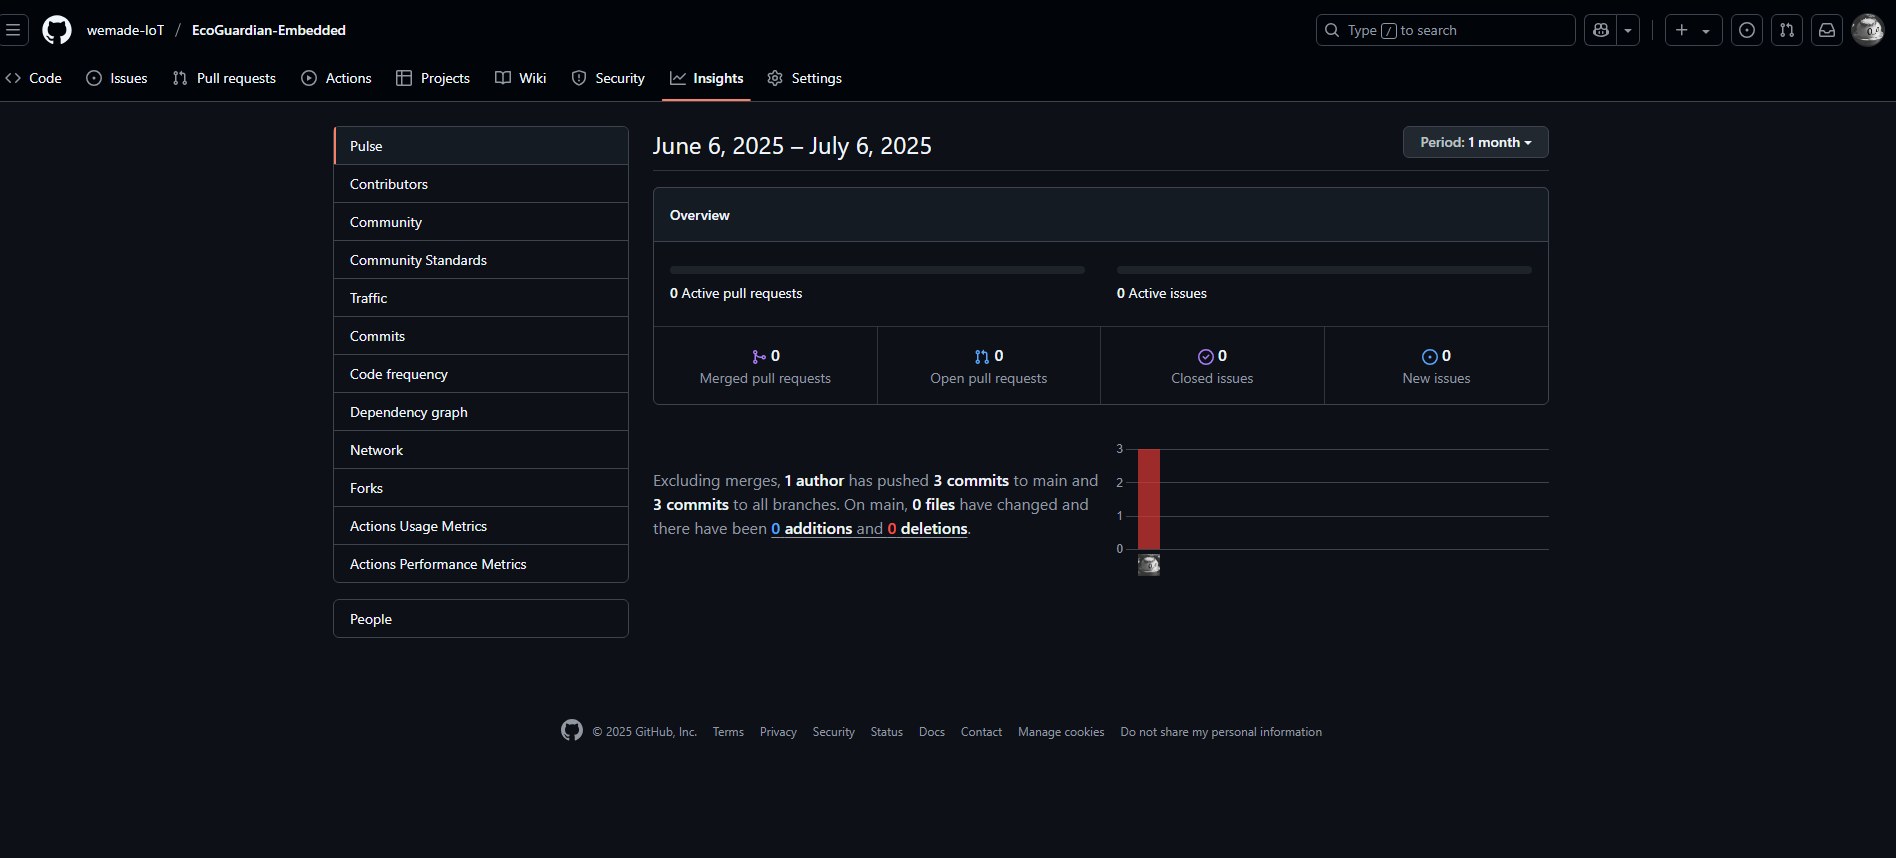 wemade-IoT / EcoGuardian-Embedded
Type / to search
Code
Issues
Pull requests
Actions
Projects
Wiki
Security
Insights
Settings
Pulse
Contributors
Community
Community Standards
Traffic
Commits
Code frequency
Dependency graph
Network
Forks
Actions Usage Metrics
Actions Performance Metrics
People
June 6, 2025 – July 6, 2025
Period: 1 month
Overview
0 Active pull requests
0 Active issues
0
Merged pull requests
0
Open pull requests
0
Closed issues
0
New issues
Excluding merges, 1 author has pushed 3 commits to main and
3 commits to all branches. On main, 0 files have changed and
there have been 0 additions and 0 deletions.
3
2
1
0
© 2025 GitHub, Inc.
Terms
Privacy
Security
Status
Docs
Contact
Manage cookies
Do not share my personal information